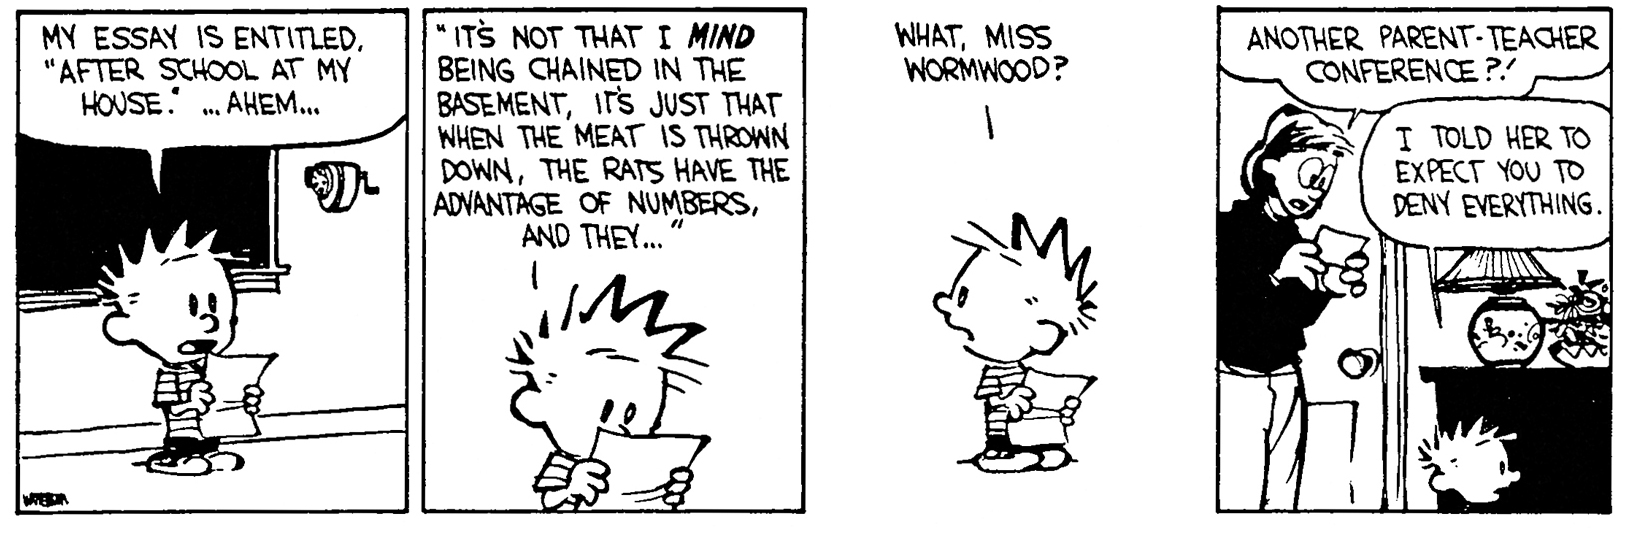 MY ESSAY IS ENTITLED,
"AFTER SCHOOL AT MY
HOUSE." ...AHEM...
WATTERSON
"IT'S NOT THAT I MIND
BEING CHAINED IN THE
BASEMENT, IT'S JUST THAT
WHEN THE MEAT IS THROWN
DOWN, THE RATS HAVE THE
ADVANTAGE OF NUMBERS,
AND THEY..."
WHAT, MISS
WORMWOOD?
ANOTHER PARENT-TEACHER
CONFERENCE?!
I TOLD HER TO
EXPECT YOU TO
DENY EVERYTHING.